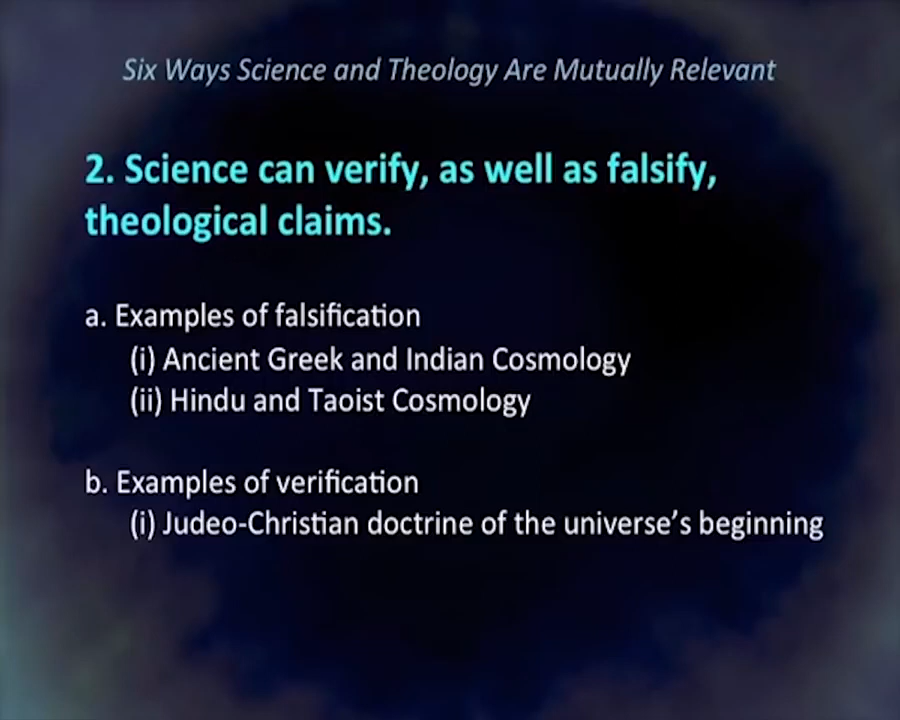 Six Ways Science and Theology Are Mutually Relevant
2. Science can verify, as well as falsify,
theological claims.
a. Examples of falsification
(i) Ancient Greek and Indian Cosmology
(ii) Hindu and Taoist Cosmology
b. Examples of verification
(i) Judeo-Christian doctrine of the universe's beginning